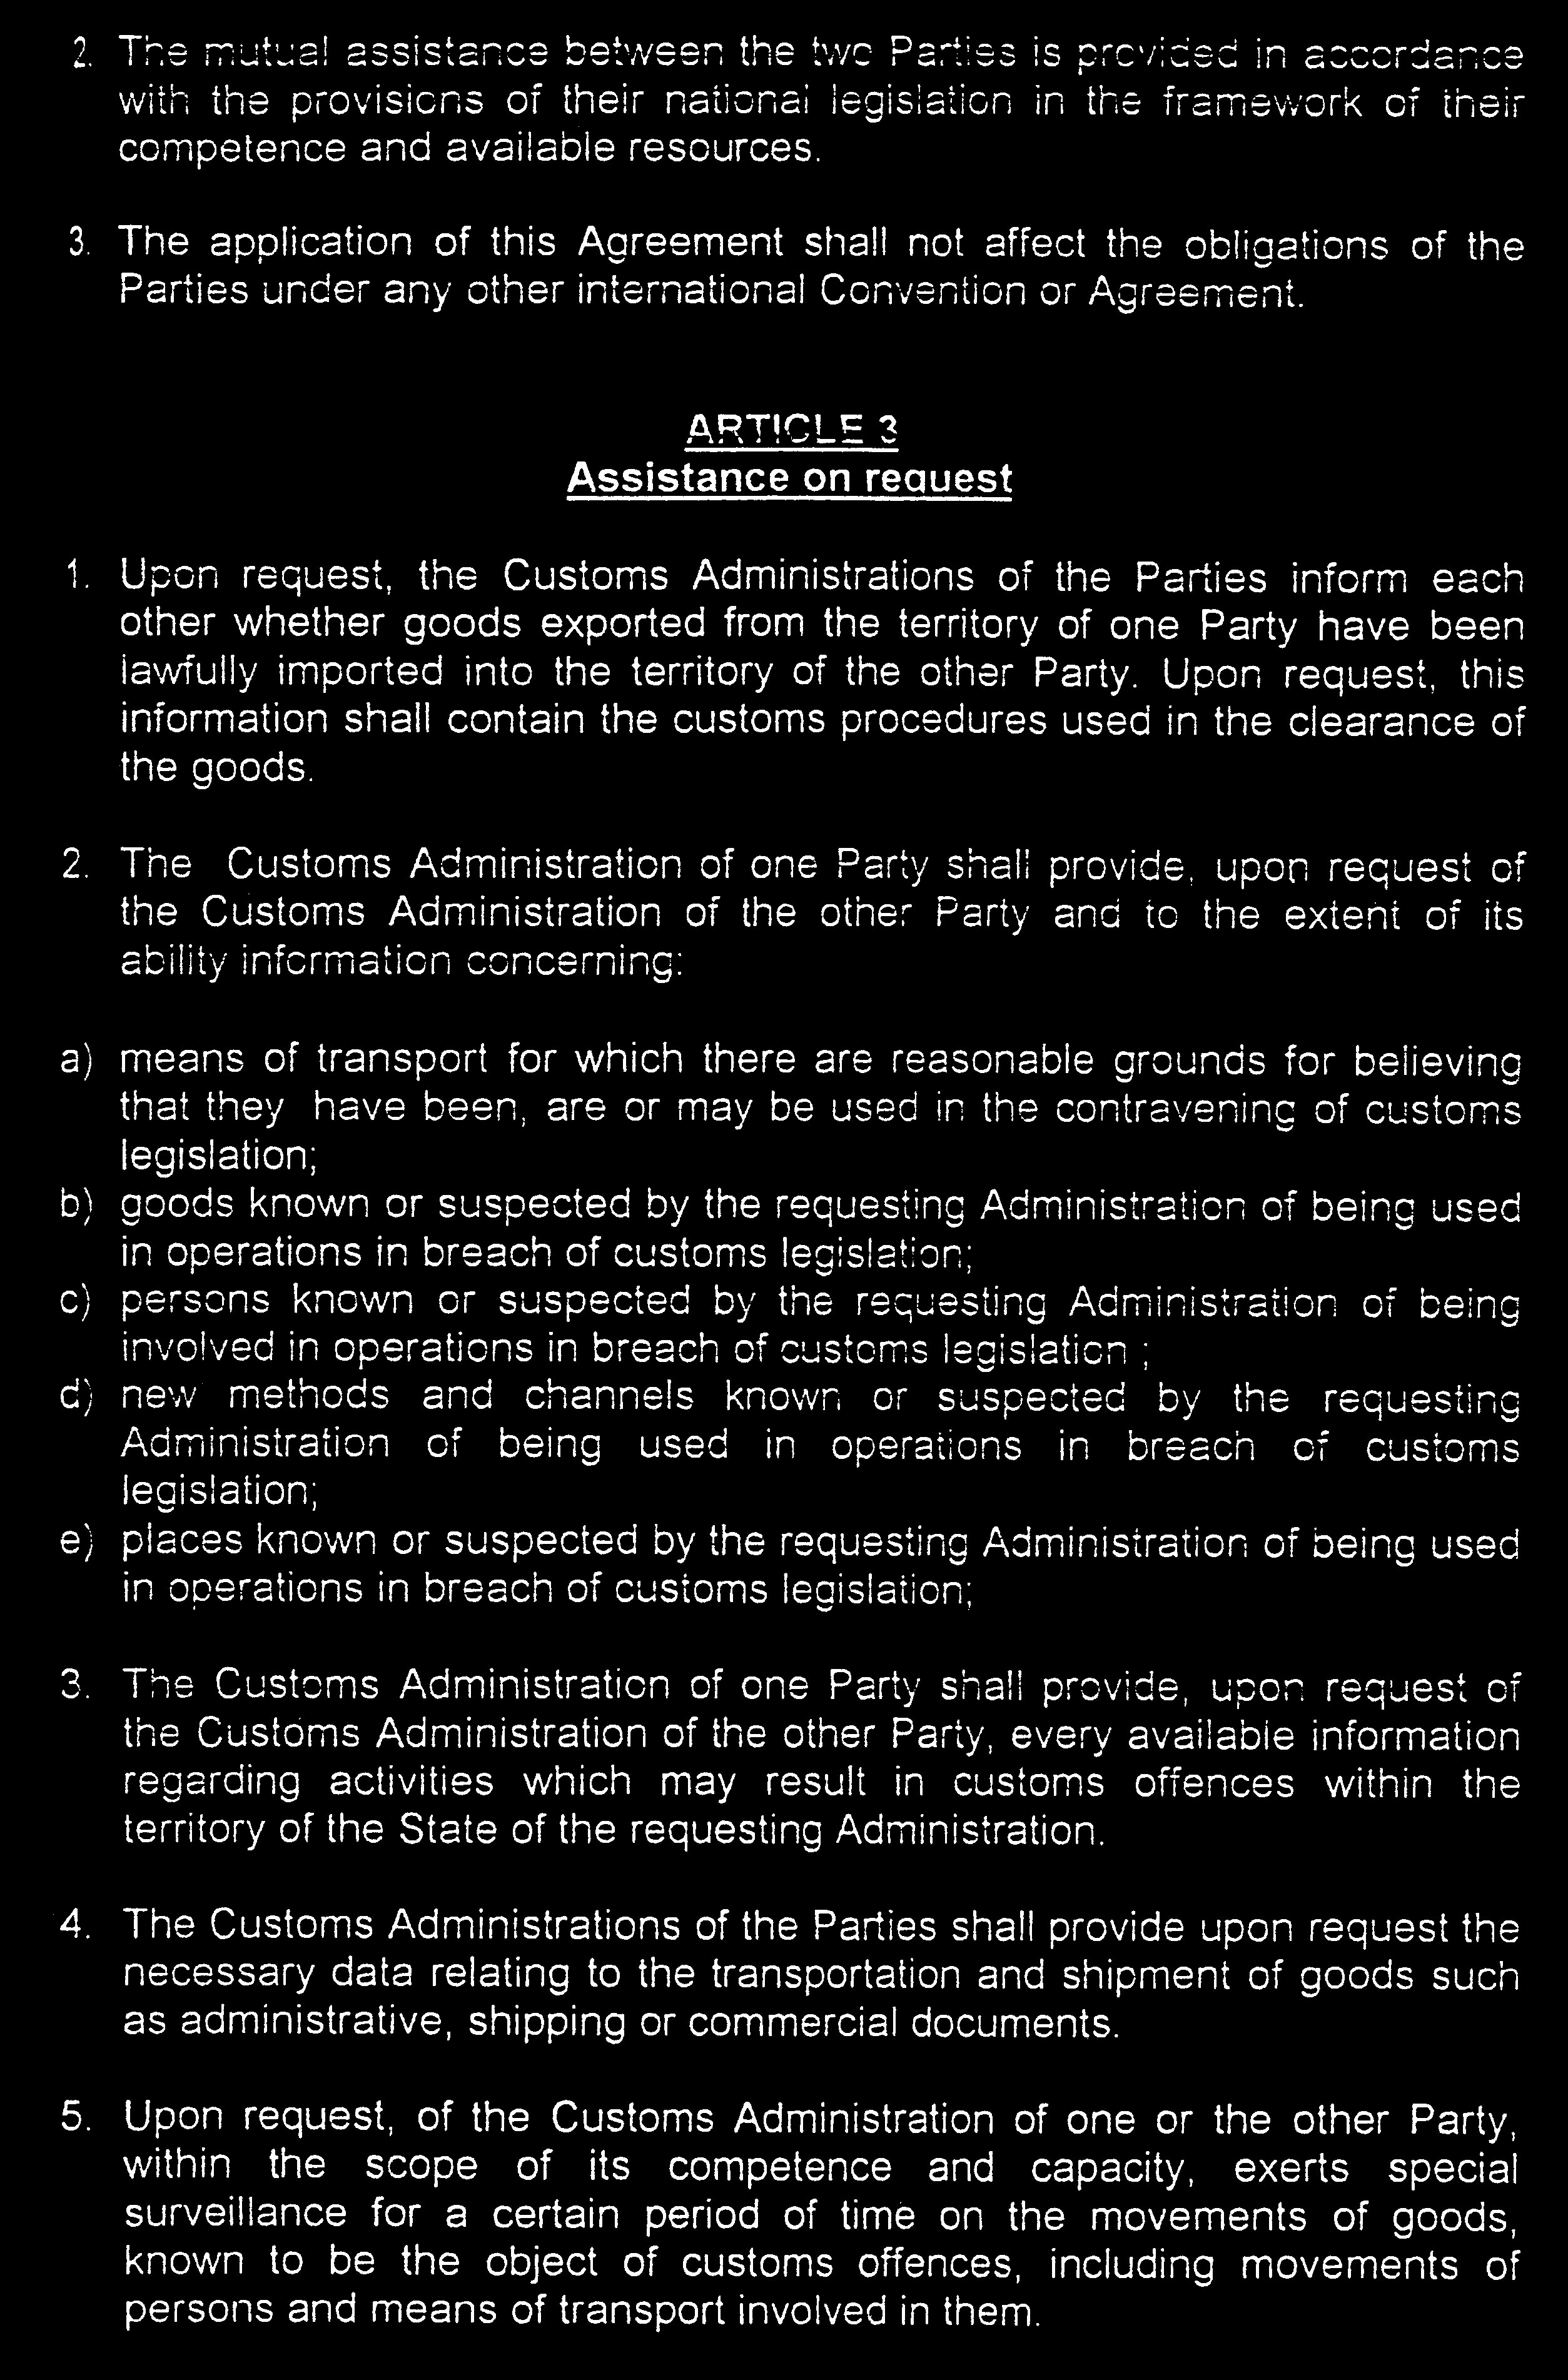 2. The mutual assistance between the two Parties is provided in accordance
with the provisions of their national legislation in the framework of their
competence and available resources.
3. The application of this Agreement shall not affect the obligations of the
Parties under any other international Convention or Agreement.
ARTICLE 3
Assistance on request
1. Upon request, the Customs Administrations of the Parties inform each
other whether goods exported from the territory of one Party have been
lawfully imported into the territory of the other Party. Upon request, this
information shall contain the customs procedures used in the clearance of
the goods.
2. The Customs Administration of one Party shall provide, upon request of
the Customs Administration of the other Party and to the extent of its
ability information concerning:
a) means of transport for which there are reasonable grounds for believing
that they have been, are or may be used in the contravening of customs
legislation;
b) goods known or suspected by the requesting Administration of being used
in operations in breach of customs legislation;
c) persons known or suspected by the requesting Administration of being
involved in operations in breach of customs legislation ;
d) new methods and channels known or suspected by the requesting
Administration of being used in operations in breach of customs
legislation;
e) places known or suspected by the requesting Administration of being used
in operations in breach of customs legislation;
3. The Customs Administration of one Party shall provide, upon request of
the Customs Administration of the other Party, every available information
regarding activities which may result in customs offences within the
territory of the State of the requesting Administration.
4. The Customs Administrations of the Parties shall provide upon request the
necessary data relating to the transportation and shipment of goods such
as administrative, shipping or commercial documents.
5. Upon request, of the Customs Administration of one or the other Party,
within the scope of its competence and capacity, exerts special
surveillance for a certain period of time on the movements of goods,
known to be the object of customs offences, including movements of
persons and means of transport involved in them.